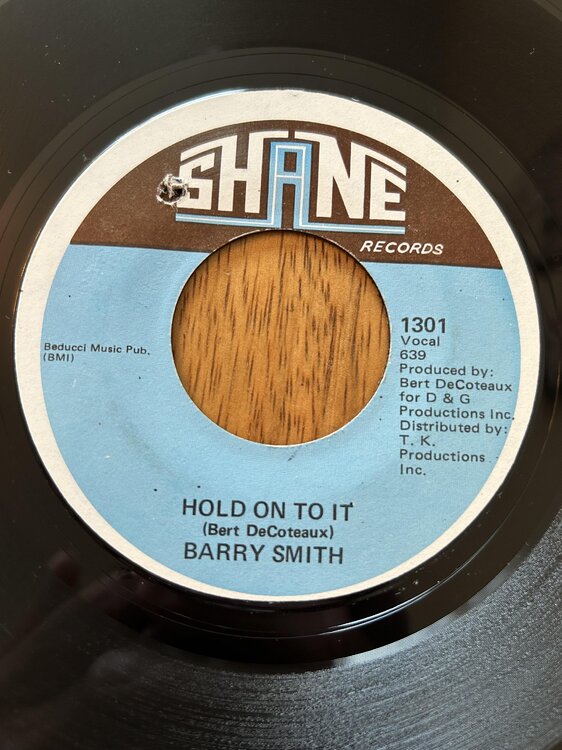 SHANE
RECORDS
Beducci Music Pub.
(BMI)
1301
Vocal
639
Produced by:
Bert DeCoteaux
for D & G
Productions Inc.
Distributed by:
T. K.
Productions
Inc.
HOLD ON TO IT
(Bert DeCoteaux)
BARRY SMITH